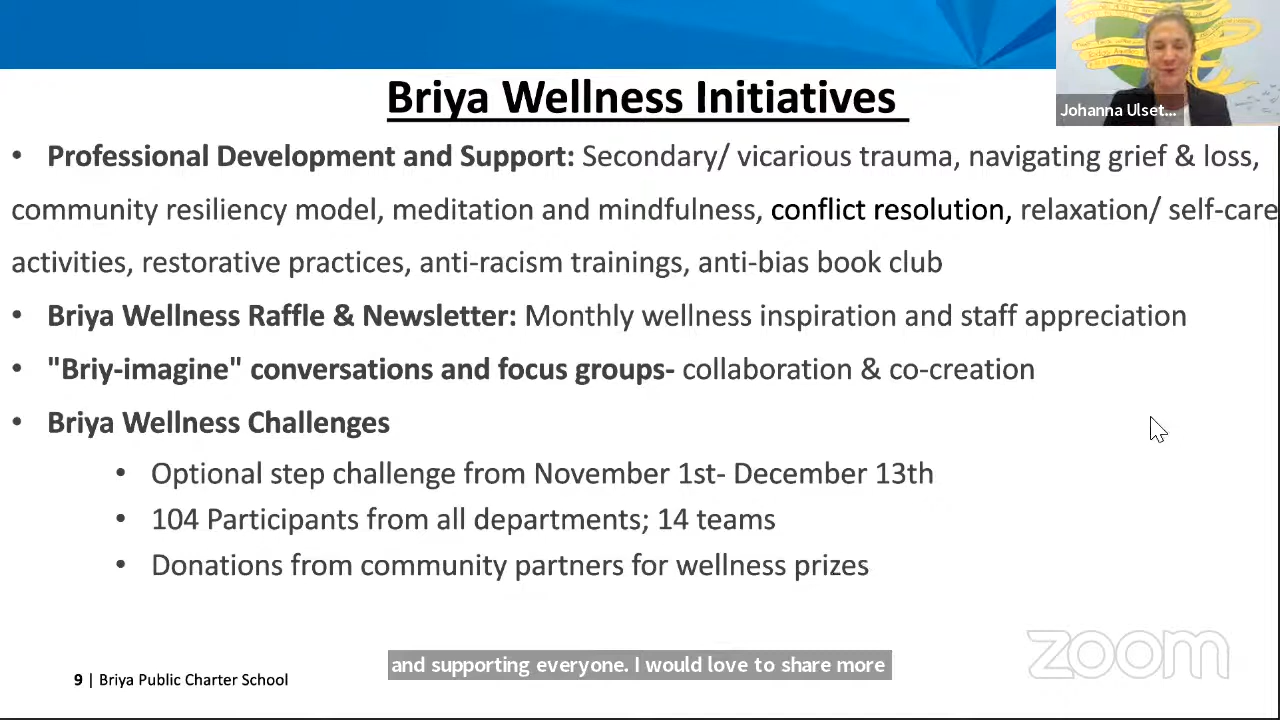 Briya Wellness Initiatives
Johanna Ulset...
• Professional Development and Support: Secondary/ vicarious trauma, navigating grief & loss,
community resiliency model, meditation and mindfulness, conflict resolution, relaxation/ self-care
activities, restorative practices, anti-racism trainings, anti-bias book club
• Briya Wellness Raffle & Newsletter: Monthly wellness inspiration and staff appreciation
• "Briy-imagine" conversations and focus groups- collaboration & co-creation
• Briya Wellness Challenges
• Optional step challenge from November 1st- December 13th
• 104 Participants from all departments; 14 teams
• Donations from community partners for wellness prizes
zoom
and supporting everyone. I would love to share more
9 | Briya Public Charter School